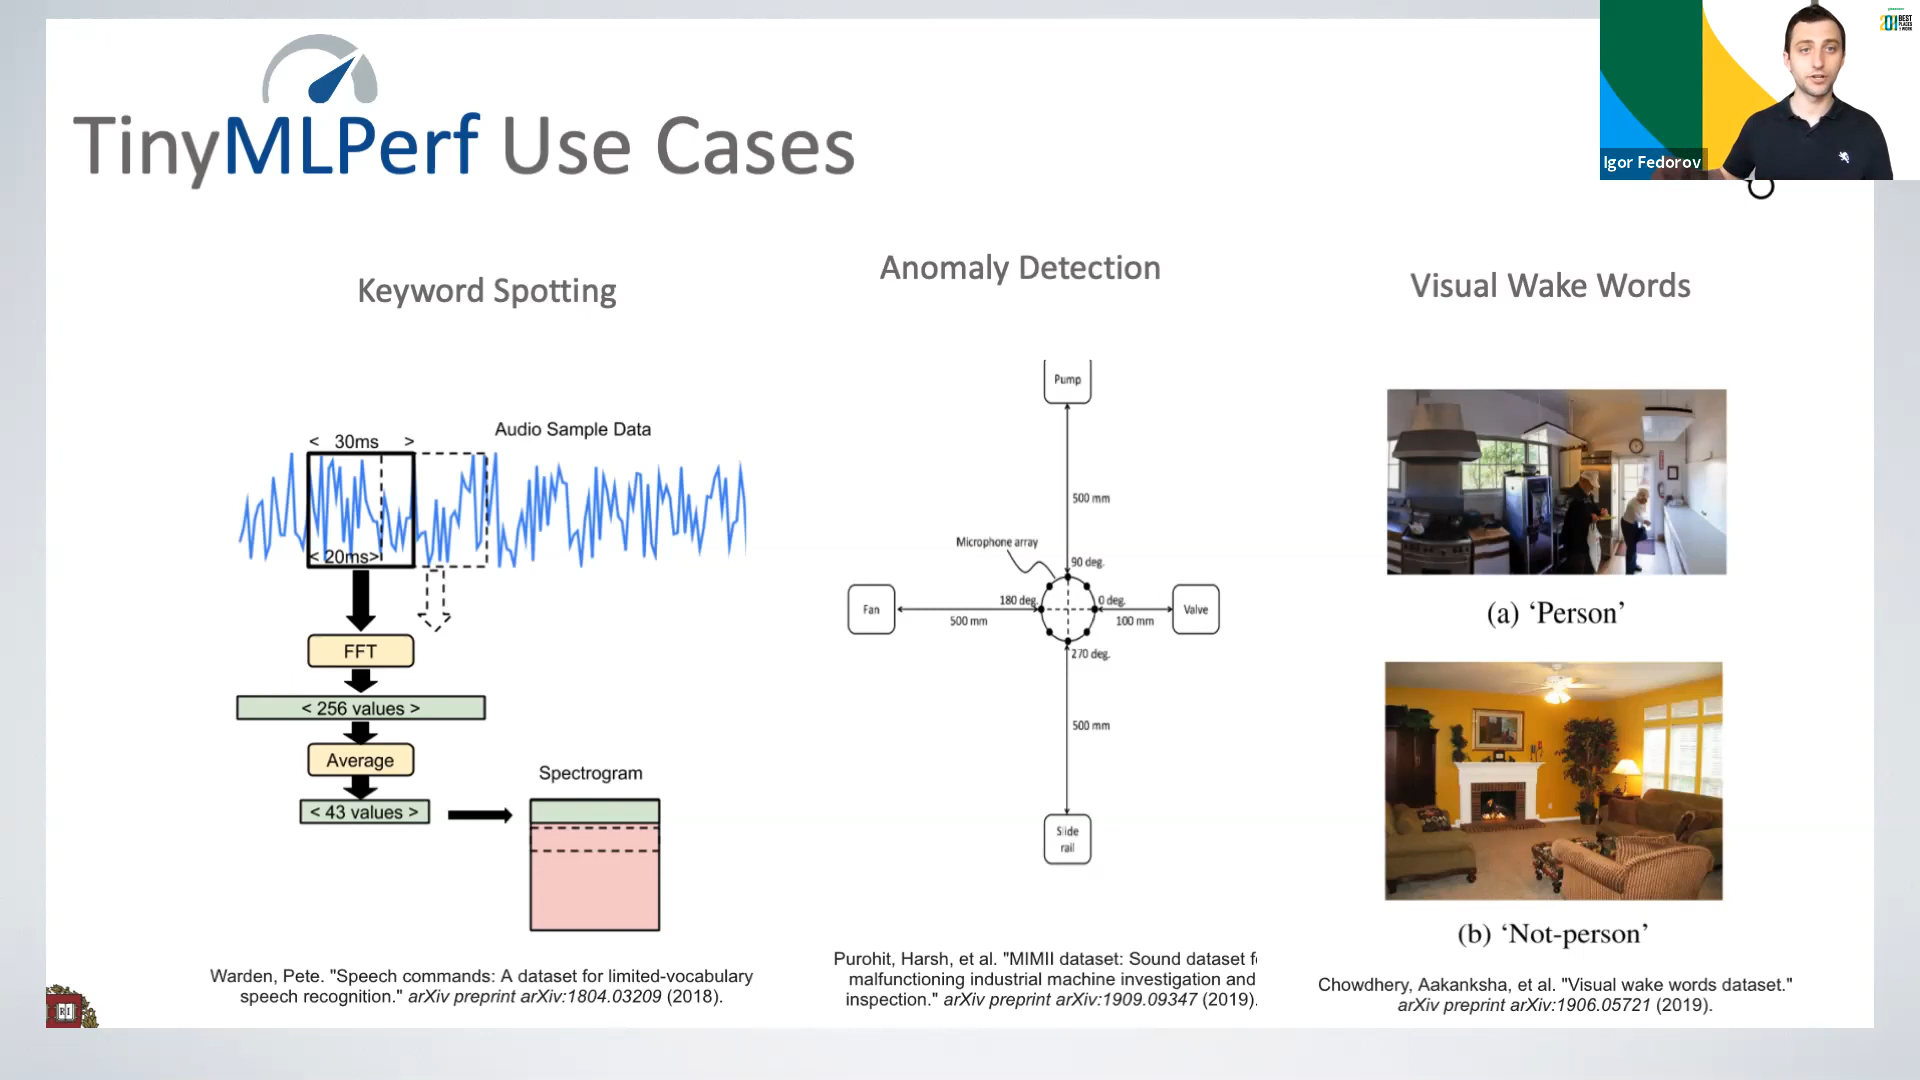 TinyMLPerf Use Cases
Igor Fedorov
Keyword Spotting
< 30ms >
Audio Sample Data
< 20ms>
FFT
< 256 values >
Average
< 43 values >
Spectrogram
Warden, Pete. "Speech commands: A dataset for limited-vocabulary
speech recognition." arXiv preprint arXiv:1804.03209 (2018).
Anomaly Detection
Pump
500 mm
Microphone array
90 deg.
Fan
180 deg.
0 deg.
Valve
500 mm
100 mm
270 deg.
500 mm
Slide
rail
Purohit, Harsh, et al. "MIMII dataset: Sound dataset f
malfunctioning industrial machine investigation and
inspection." arXiv preprint arXiv:1909.09347 (2019).
Visual Wake Words
(a) ‘Person’
(b) ‘Not-person’
Chowdhery, Aakanksha, et al. "Visual wake words dataset."
arXiv preprint arXiv:1906.05721 (2019).